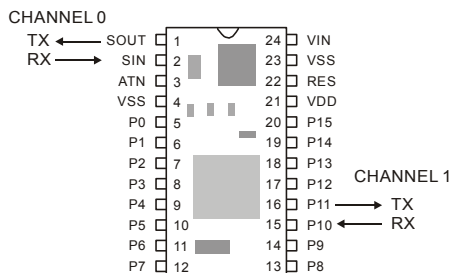 CHANNEL 0
TX SOUT 1 24 VIN
RX SIN 2 23 VSS
ATN 3 22 RES
VSS 4 21 VDD
P0 5 20 P15
P1 6 19 P14
P2 7 18 P13
P3 8 17 P12
CHANNEL 1
P4 9 16 P11 TX
P5 10 15 P10 RX
P6 11 14 P9
P7 12 13 P8